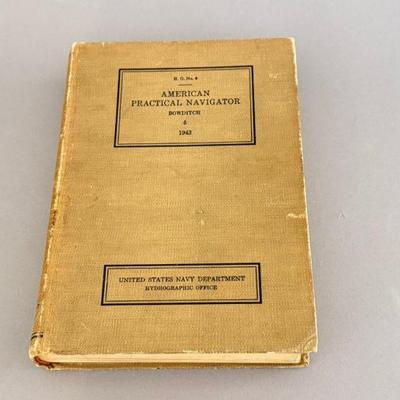 H. O. No. 9
AMERICAN
PRACTICAL NAVIGATOR
BOWDITCH
1943
UNITED STATES NAVY DEPARTMENT
HYDROGRAPHIC OFFICE